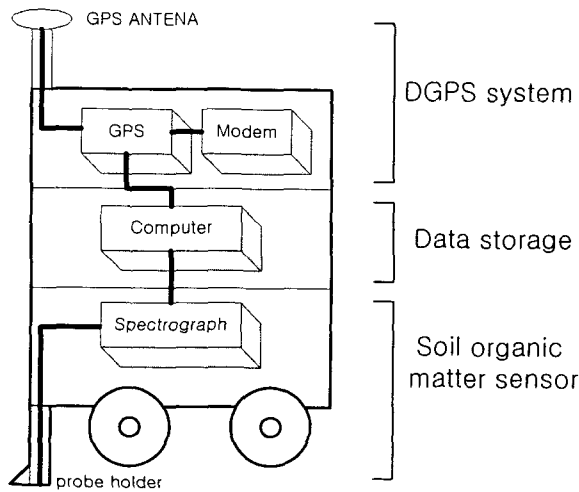 GPS ANTENA
DGPS system
GPS
Modem
Computer
Data storage
Spectrograph
Soil organic
matter sensor
probe holder